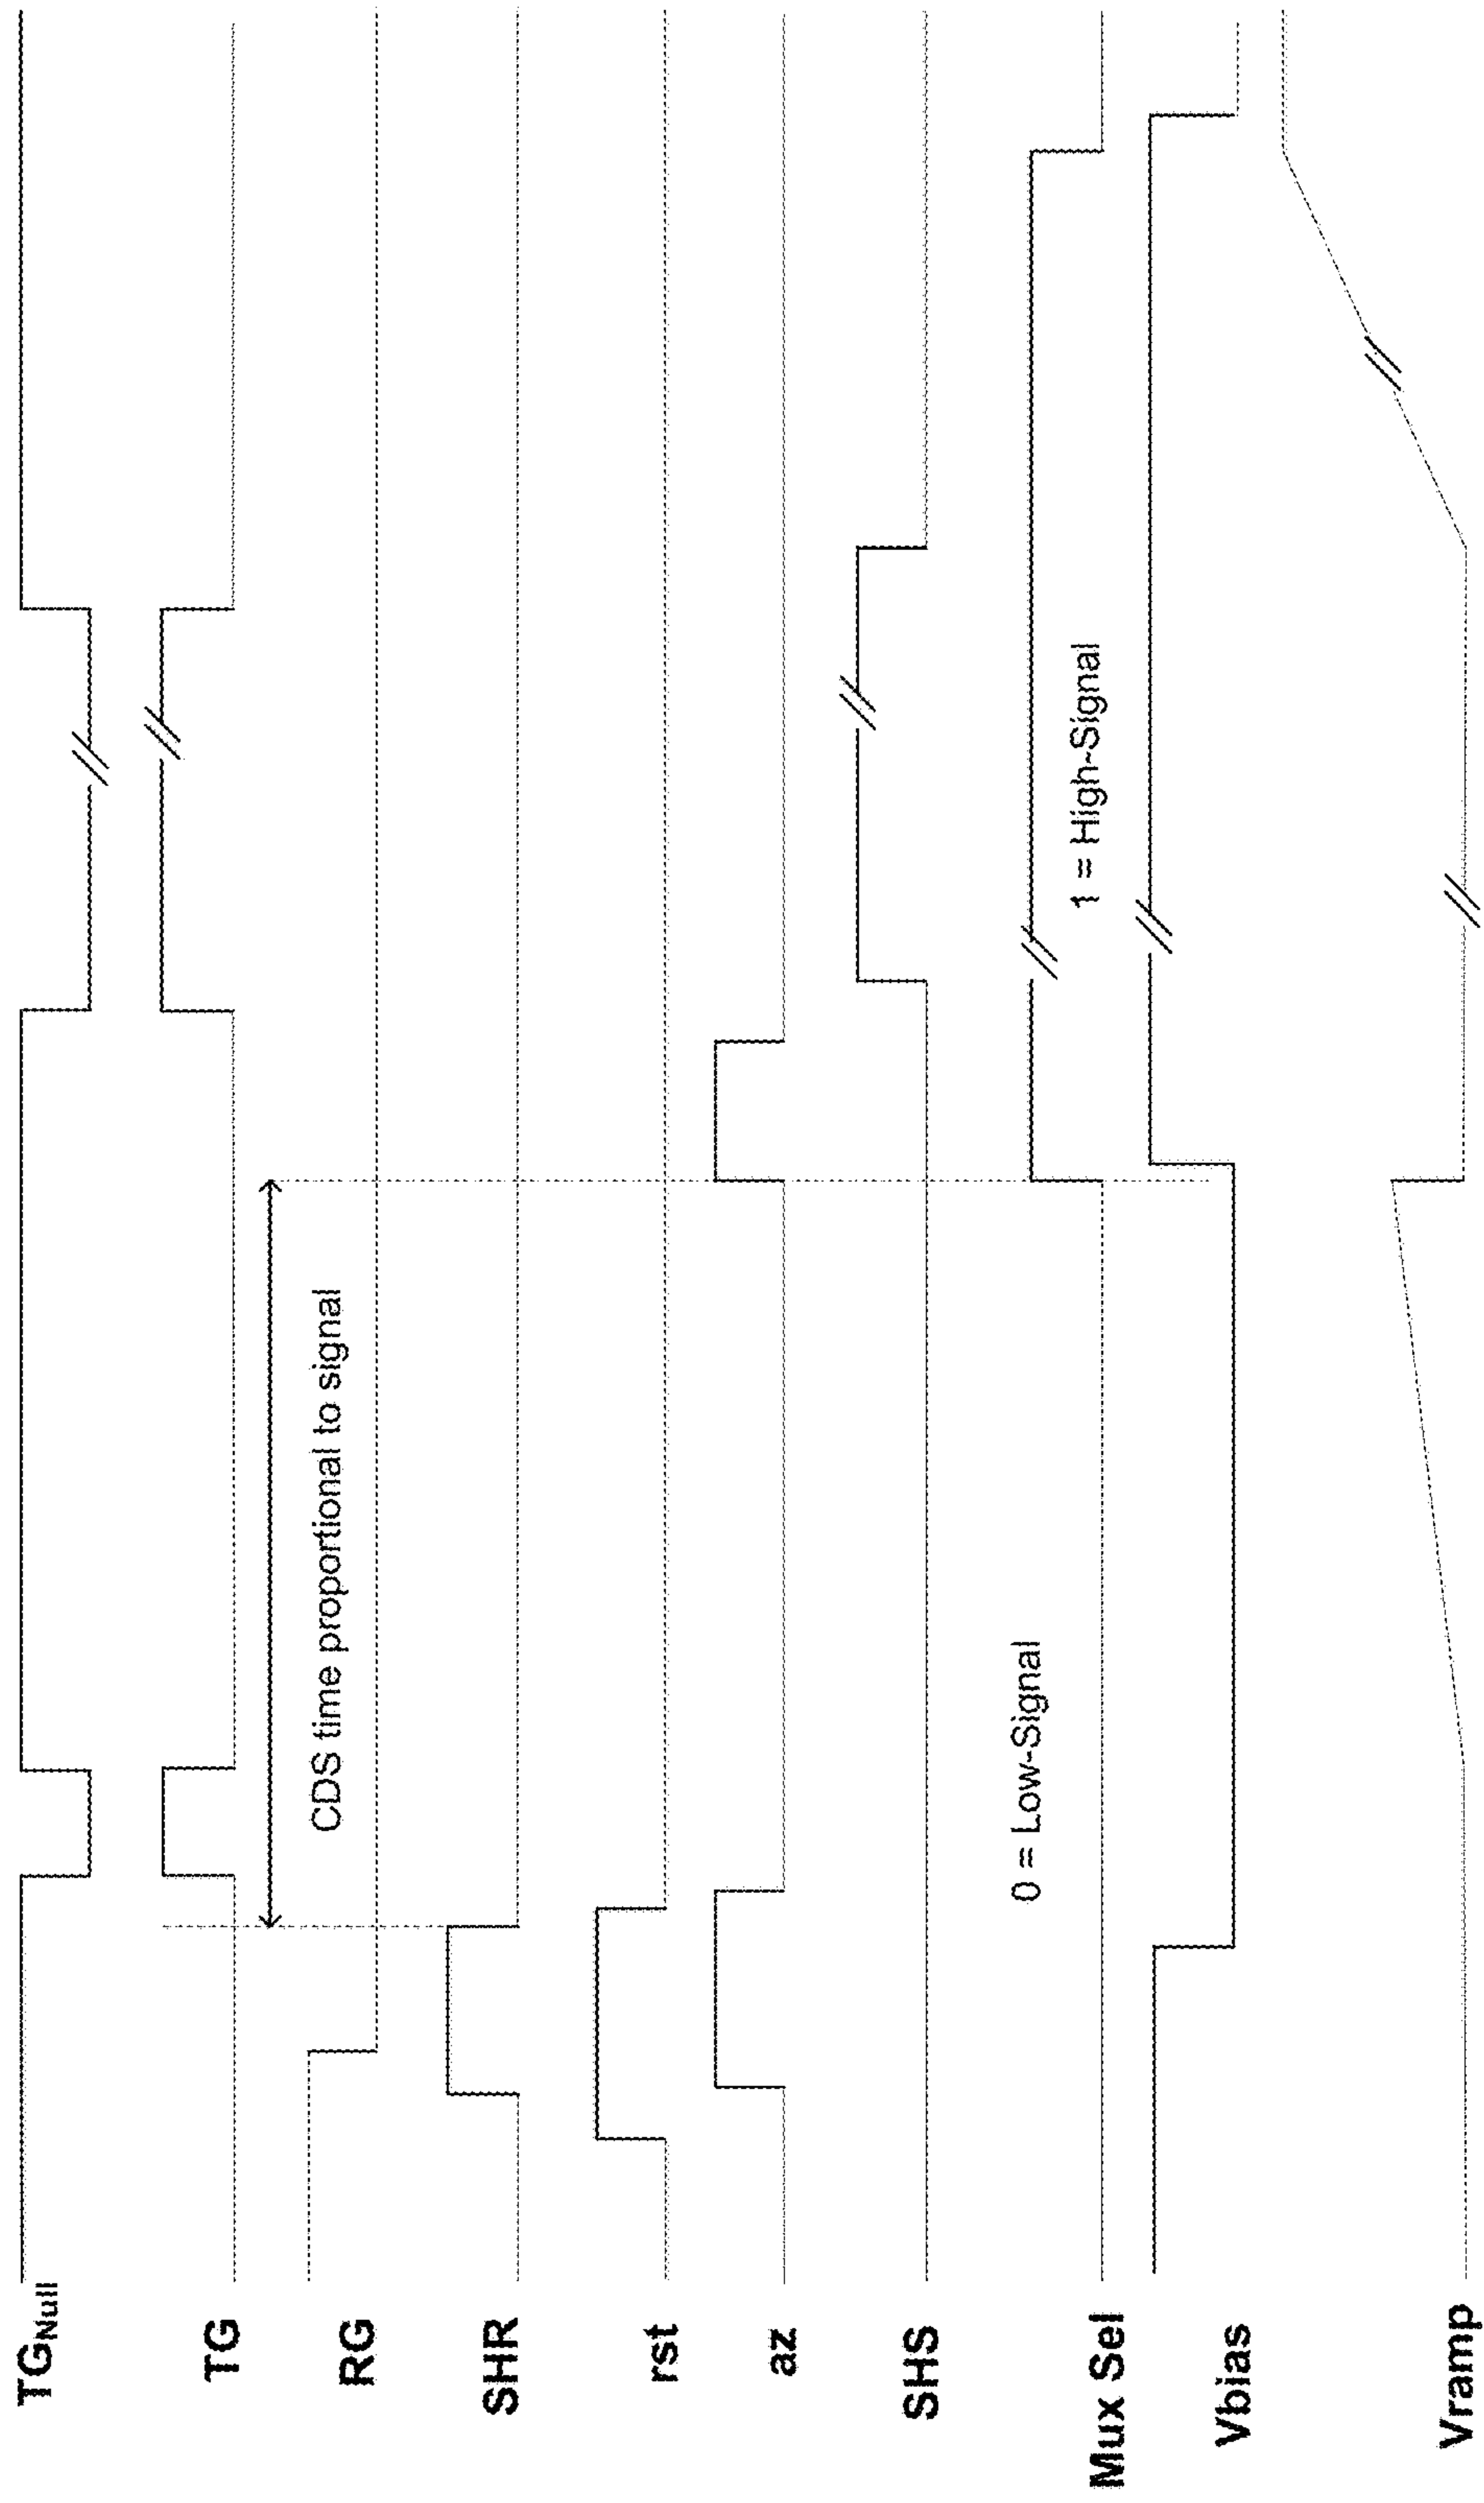 TGNull
TG
CDS time proportional to signal
RG
SHR
rst
az
SHS
0 = Low-Signal
1 = High-Signal
Mux Sel
Vbias
Vramp